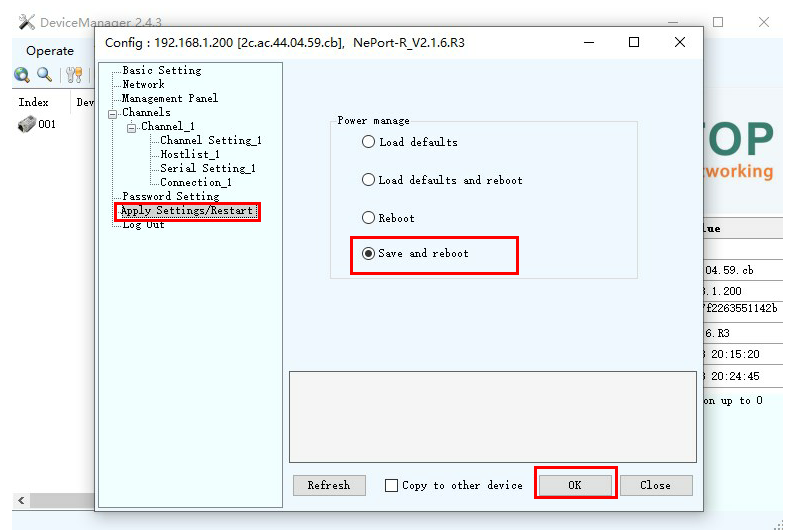 DeviceManager 2.4.3
Operate
Config : 192.168.1.200 [2c.ac.44.04.59.cb], NePort-R_V2.1.6.R3
Index Dev
001
Basic Setting
Network
Management Panel
Channels
Channel_1
Channel Setting_1
Hostlist_1
Serial Setting_1
Connection_1
Password Setting
Apply Settings/Restart
Log Out
Power manage
Load defaults
Load defaults and reboot
Reboot
Save and reboot
Refresh
Copy to other device
OK
Close
OP
working
lue
04.59.cb
.1.200
f2263551142b
6.R3
20:15:20
20:24:45
on up to 0